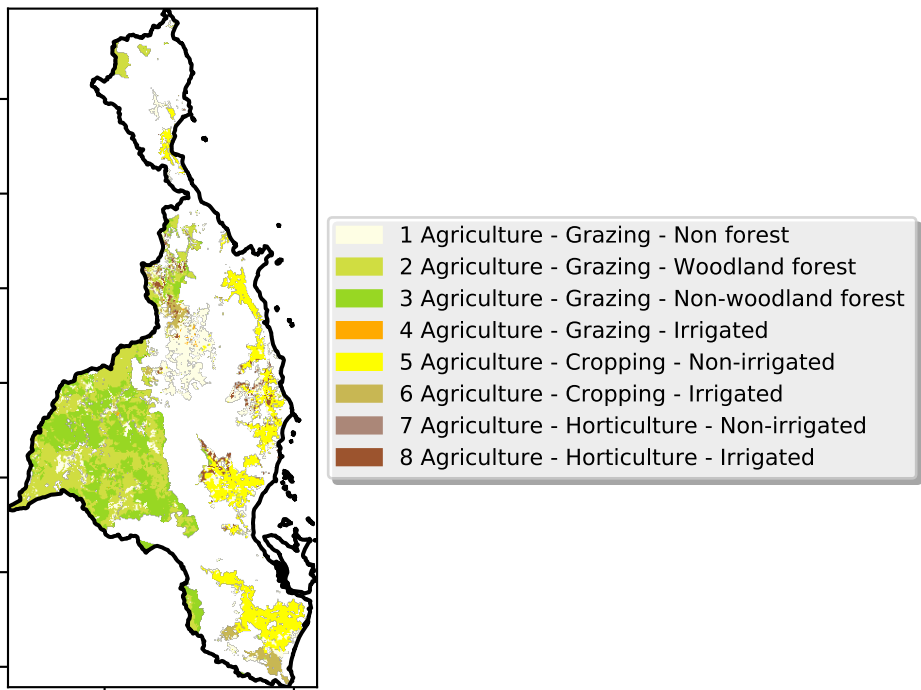 1 Agriculture - Grazing - Non forest
2 Agriculture - Grazing - Woodland forest
3 Agriculture - Grazing - Non-woodland forest
4 Agriculture - Grazing - Irrigated
5 Agriculture - Cropping - Non-irrigated
6 Agriculture - Cropping - Irrigated
7 Agriculture - Horticulture - Non-irrigated
8 Agriculture - Horticulture - Irrigated